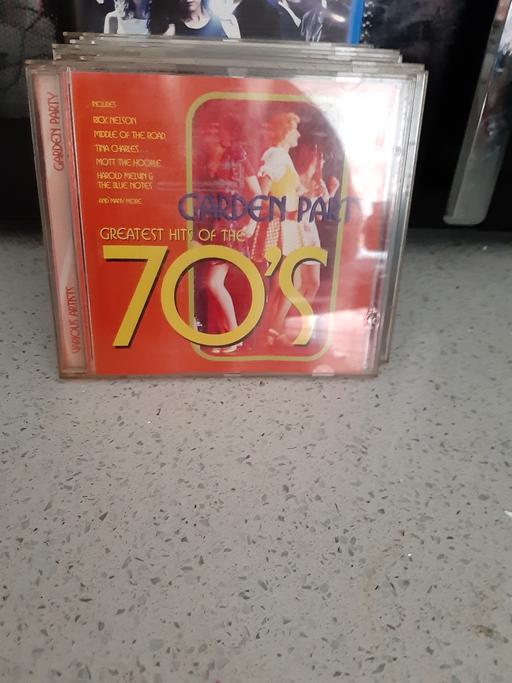 GARDEN PARTY
VARIOUS ARTISTS
INCLUDES
RICK NELSON
MIDDLE OF THE ROAD
TINA CHARLES
MOTT THE HOOPLE
HAROLD MELVIN &
THE BLUE NOTES
AND MANY MORE
GARDEN PARTY
GREATEST HITS OF THE
70'S